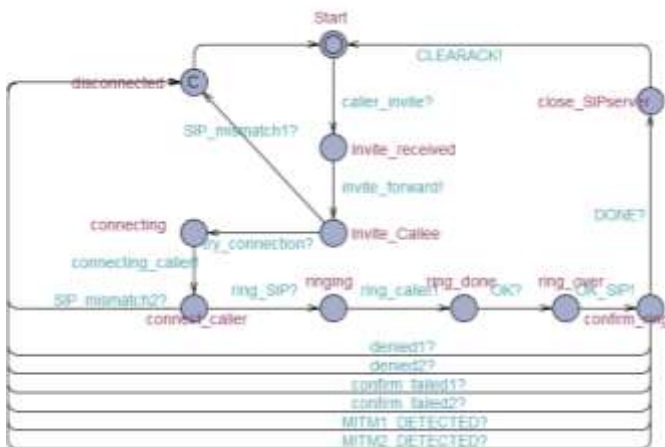 Start
CLEARACK!
disconnected
C
caller_invite?
close_SIPserver
SIP_mismatch1?
Invite_received
invite_forward!
DONE?
connecting
try_connection?
Invite_Callee
connecting_caller!
SIP_mismatch2?
ring_SIP?
ringing
ring_caller!
ring_done
OK?
ring_over
OK_SIP!
connect_caller
denied1?
denied2?
confirm_failed1?
confirm_failed2?
MITM1_DETECTED?
MITM2_DETECTED?